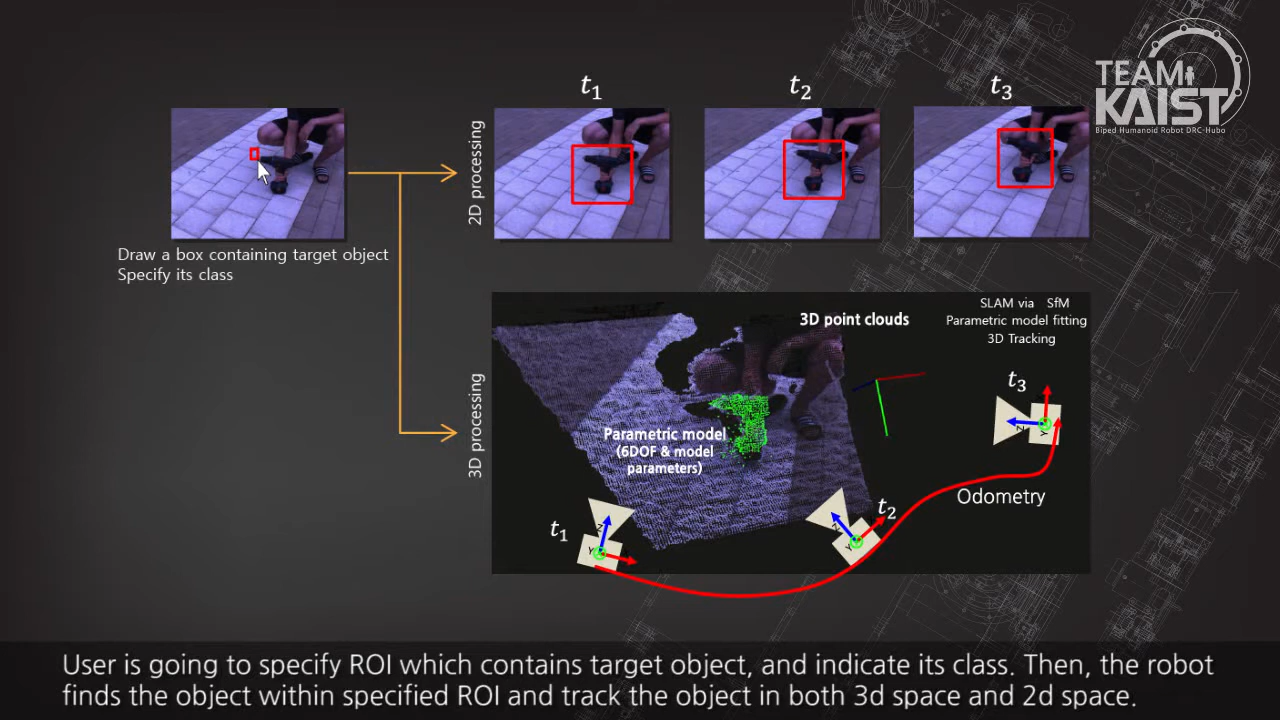 TEAM
KAIST
Biped Humanoid Robot DRC-Hubo
t1
t2
t3
2D processing
Draw a box containing target object
Specify its class
3D processing
3D point clouds
SLAM via SfM
Parametric model fitting
3D Tracking
Parametric model
(6DOF & model
parameters)
t1
Z
Y
t2
Z
Y
t3
Z
Y
Odometry
User is going to specify ROI which contains target object, and indicate its class. Then, the robot
finds the object within specified ROI and track the object in both 3d space and 2d space.